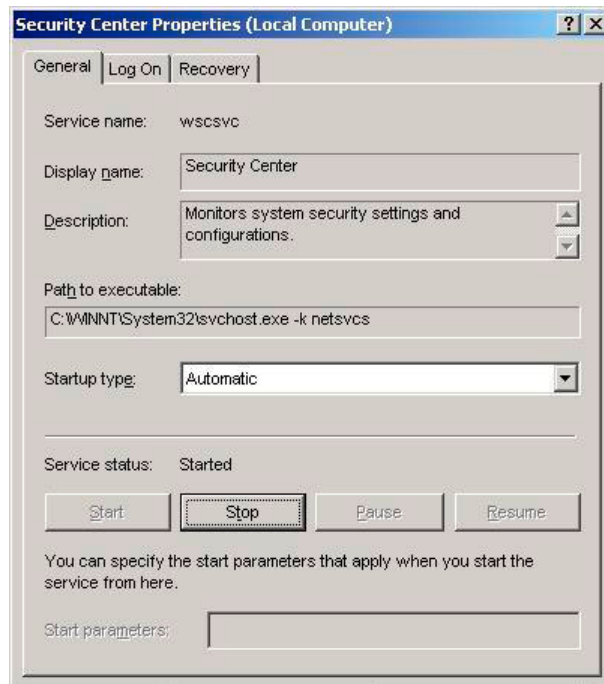 Security Center Properties (Local Computer)
General Log On Recovery
Service name: wscsvc
Display name: Security Center
Description: Monitors system security settings and
configurations.
Path to executable:
C:\WINNT\System32\svchost.exe -k netsvcs
Startup type: Automatic
Service status: Started
Start Stop Pause Resume
You can specify the start parameters that apply when you start the
service from here.
Start parameters: